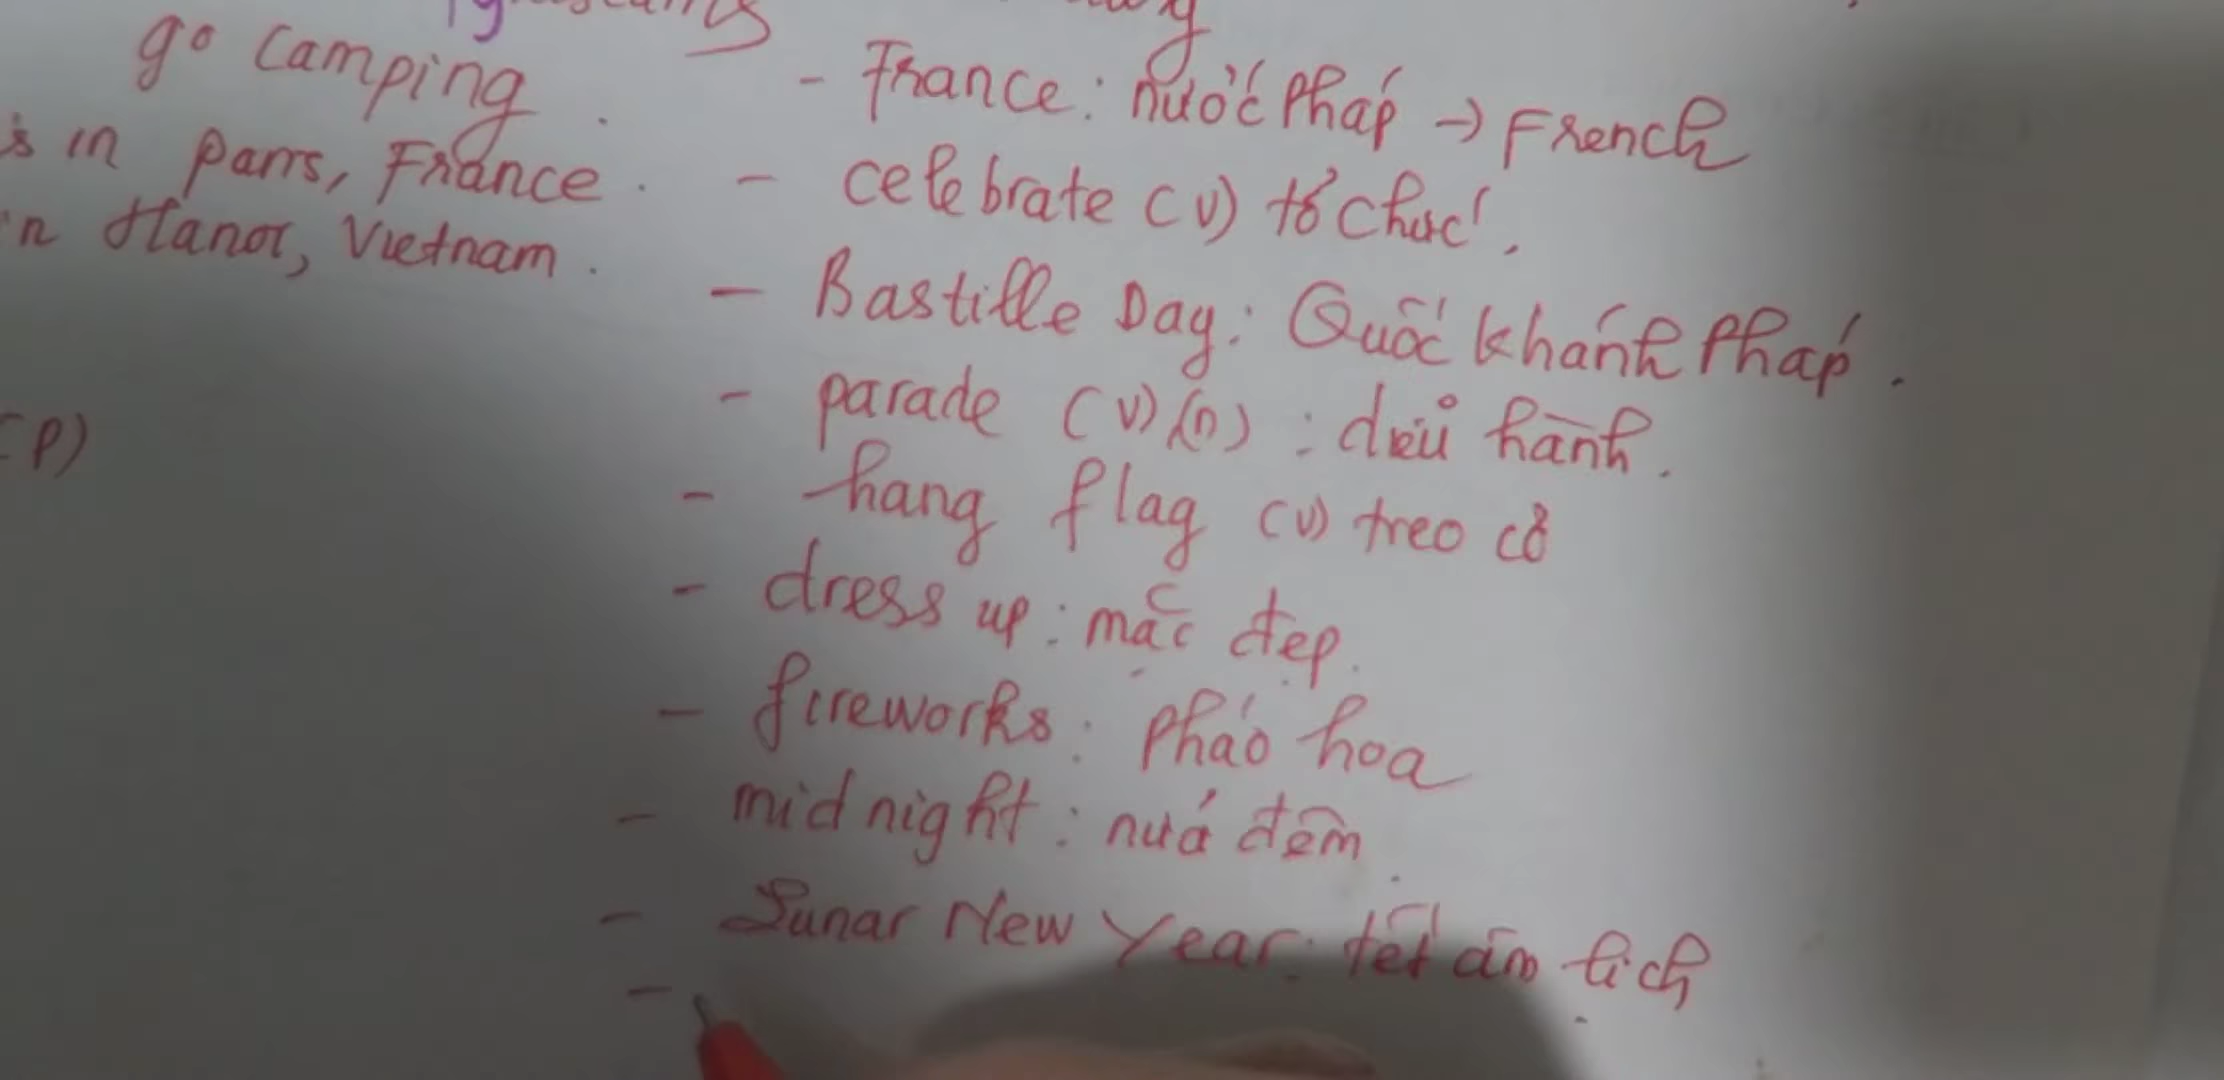 go camping.
s in Paris, France.
in Hanoi, Vietnam.
P)
- France: nước Pháp → French
- celebrate (v) tổ chức.
- Bastille Day: Quốc khánh Pháp.
- parade (v) (n): diễu hành.
- hang flag (v) treo cờ
- dress up: mặc đẹp.
- fireworks: pháo hoa
- midnight: nửa đêm
- Lunar New Year: tết âm lịch
-